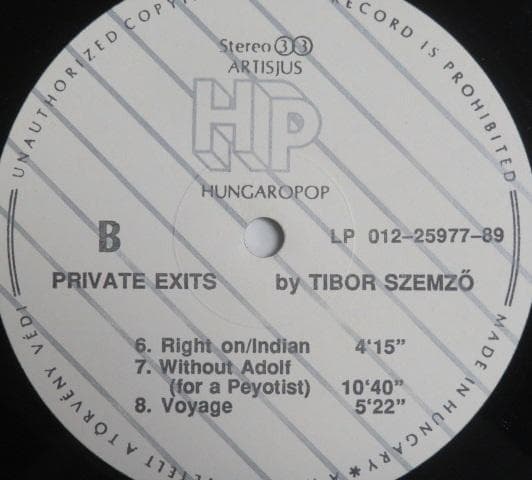 UNAUTHORIZED COPY
RECORD IS PROHIBITED
Stereo 33
ARTISJUS
HP
HUNGAROPOP
B
LP 012-25977-89
PRIVATE EXITS by TIBOR SZEMZŐ
6. Right on/Indian 4'15"
7. Without Adolf
(for a Peyotist) 10'40"
8. Voyage 5'22"
MADE IN HUNGARY *
TELT A TÖRVÉNY VÉDI